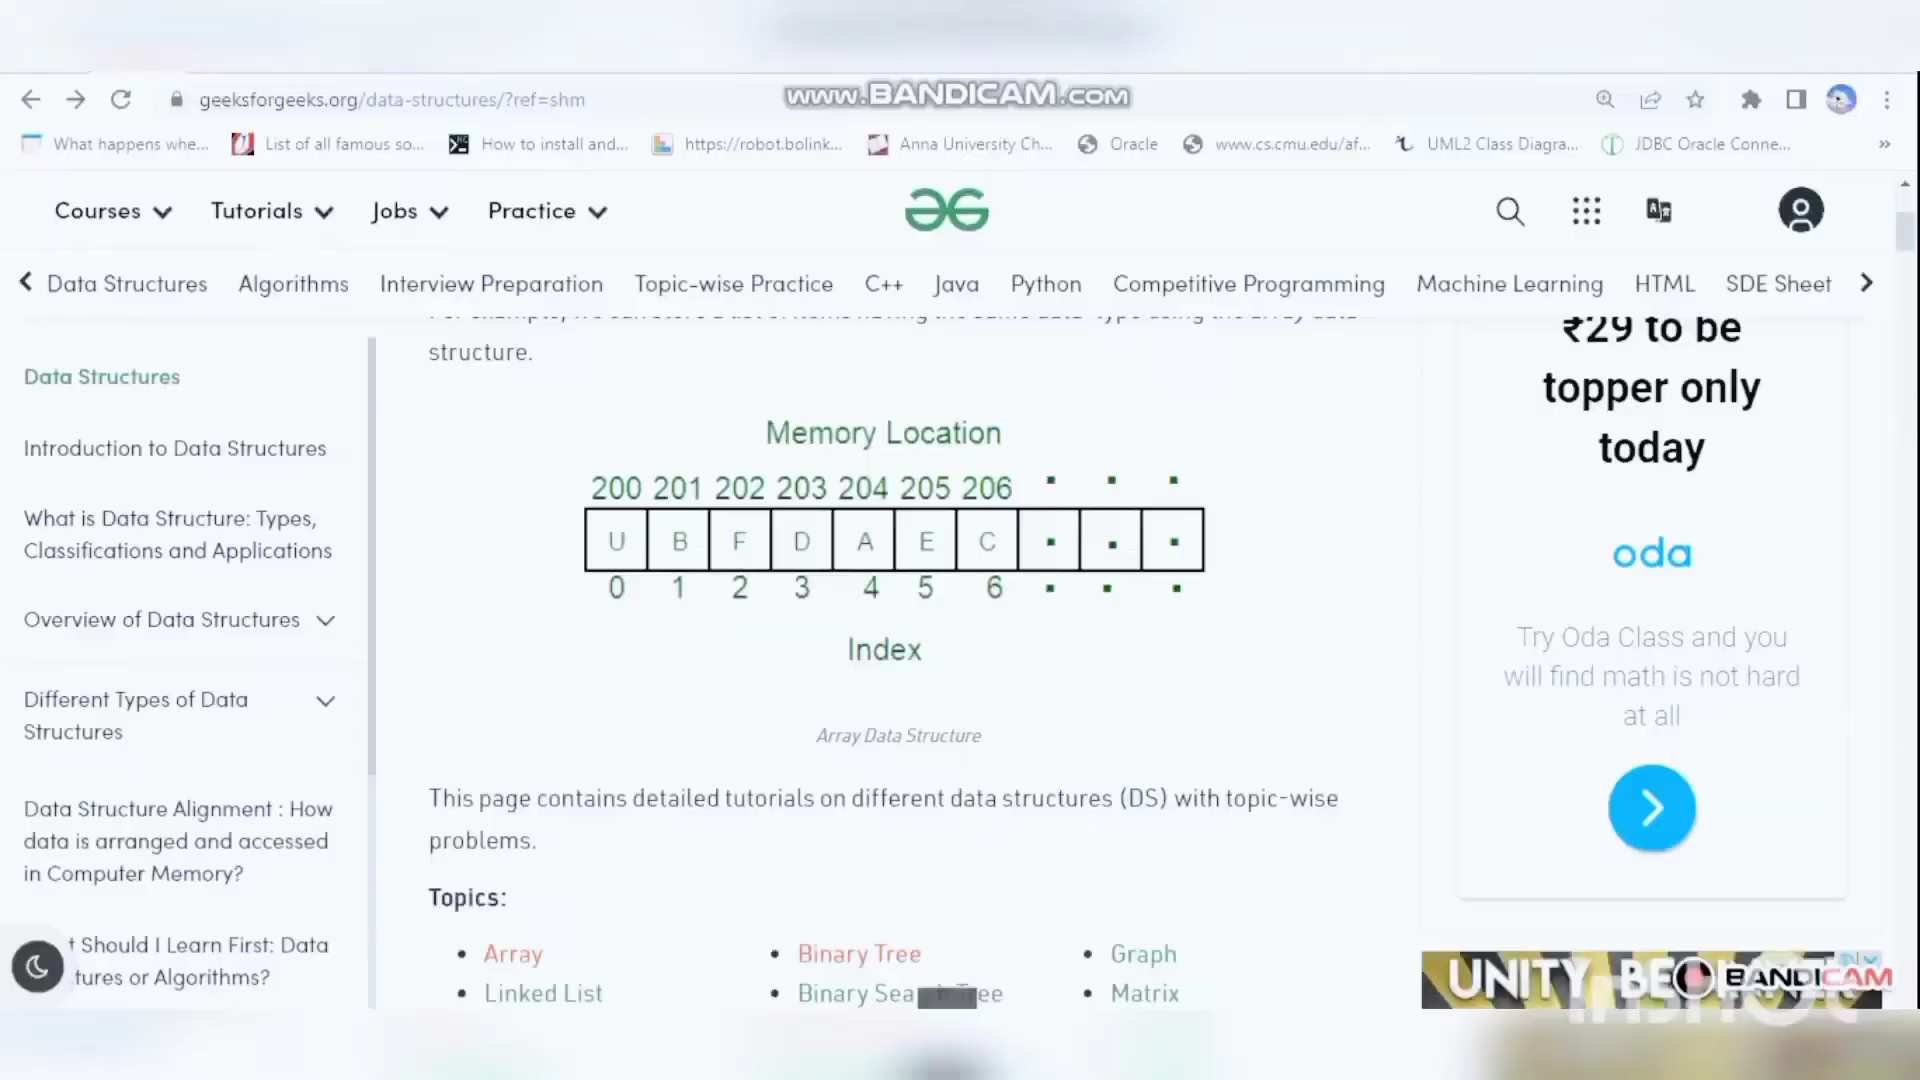 www.BANDICAM.com
geeksforgeeks.org/data-structures/?ref=shm
What happens whe... List of all famous so... How to install and... https://robot.bolink... Anna University Ch... Oracle www.cs.cmu.edu/af... UML2 Class Diagra... JDBC Oracle Conne... »
Courses Tutorials Jobs Practice
Data Structures Algorithms Interview Preparation Topic-wise Practice C++ Java Python Competitive Programming Machine Learning HTML SDE Sheet
Data Structures
Introduction to Data Structures
What is Data Structure: Types,
Classifications and Applications
Overview of Data Structures
Different Types of Data
Structures
Data Structure Alignment : How
data is arranged and accessed
in Computer Memory?
t Should I Learn First: Data
tures or Algorithms?
structure.
Memory Location
200 201 202 203 204 205 206
U B F D A E C
0 1 2 3 4 5 6
Index
Array Data Structure
This page contains detailed tutorials on different data structures (DS) with topic-wise
problems.
Topics:
• Array
• Linked List
• Binary Tree
• Binary Sea Tree
• Graph
• Matrix
₹29 to be
topper only
today
oda
Try Oda Class and you
will find math is not hard
at all
UNITY BE
BANDICAM